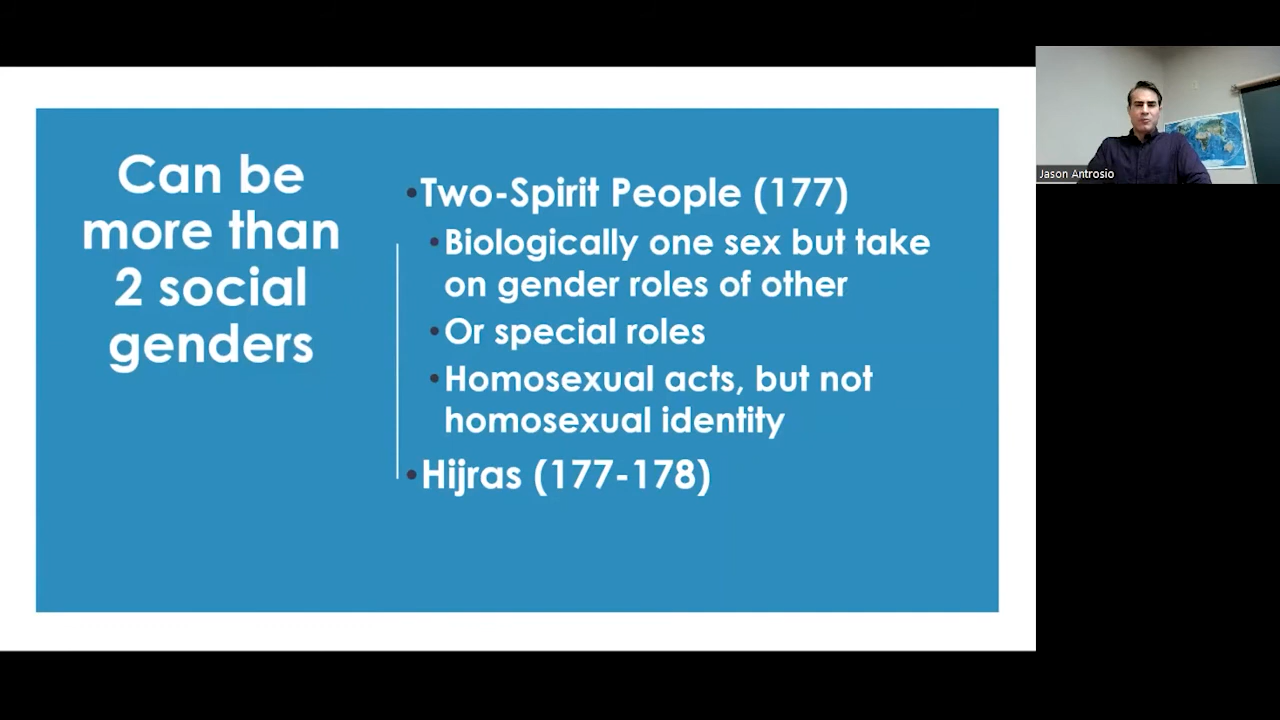 Can be
more than
2 social
genders
•Two-Spirit People (177)
•Biologically one sex but take
on gender roles of other
•Or special roles
•Homosexual acts, but not
homosexual identity
•Hijras (177-178)
Jason Antrosio